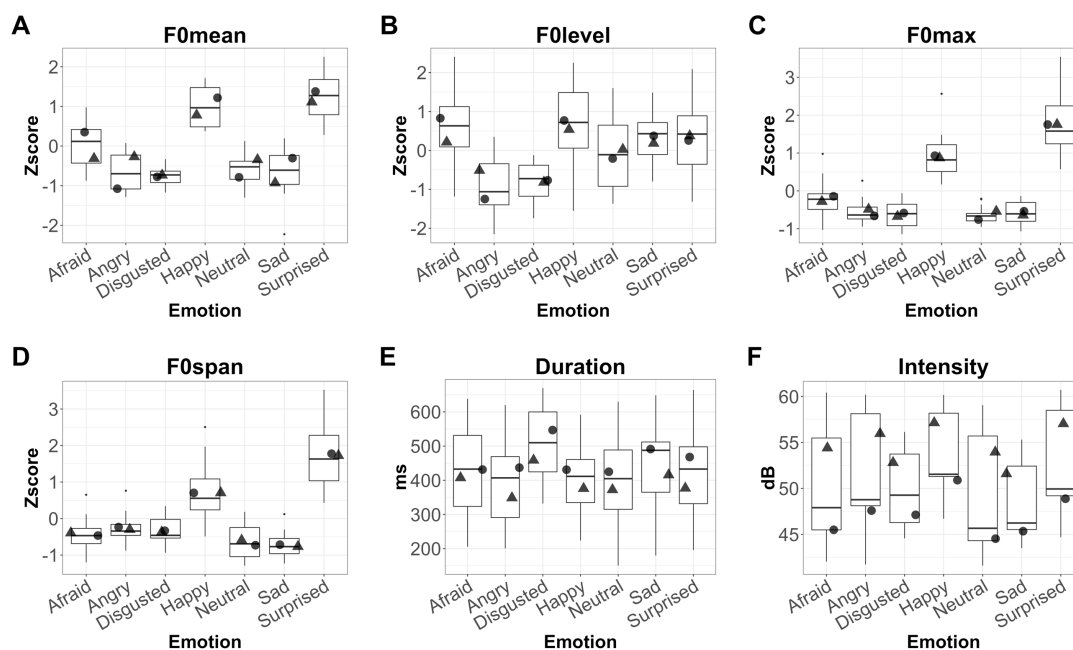 A
F0mean
Zscore
2
1
0
-1
-2
Afraid
Angry
Disgusted
Happy
Neutral
Sad
Surprised
Emotion
B
F0level
Zscore
2
1
0
-1
-2
Afraid
Angry
Disgusted
Happy
Neutral
Sad
Surprised
Emotion
C
F0max
Zscore
3
2
1
0
-1
Afraid
Angry
Disgusted
Happy
Neutral
Sad
Surprised
Emotion
D
F0span
Zscore
3
2
1
0
-1
Afraid
Angry
Disgusted
Happy
Neutral
Sad
Surprised
Emotion
E
Duration
ms
600
500
400
300
200
Afraid
Angry
Disgusted
Happy
Neutral
Sad
Surprised
Emotion
F
Intensity
dB
60
55
50
45
Afraid
Angry
Disgusted
Happy
Neutral
Sad
Surprised
Emotion